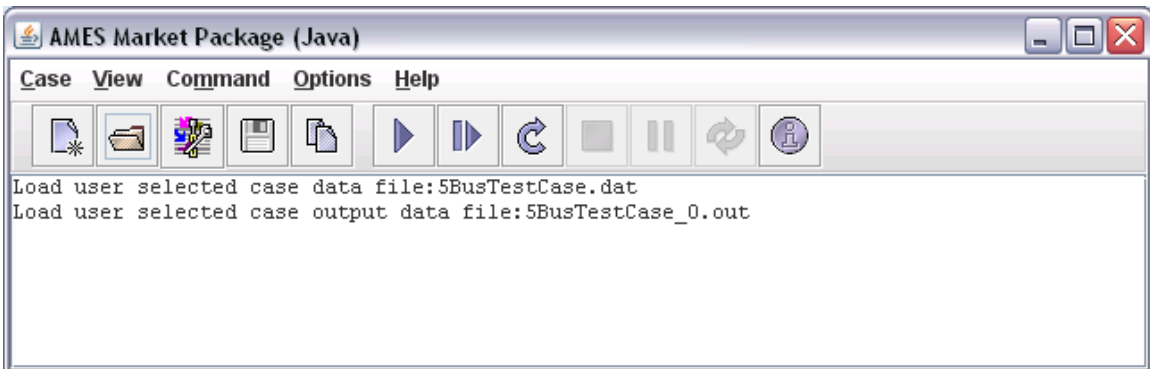 AMES Market Package (Java)
Case View Command Options Help
Load user selected case data file:5BusTestCase.dat
Load user selected case output data file:5BusTestCase_0.out